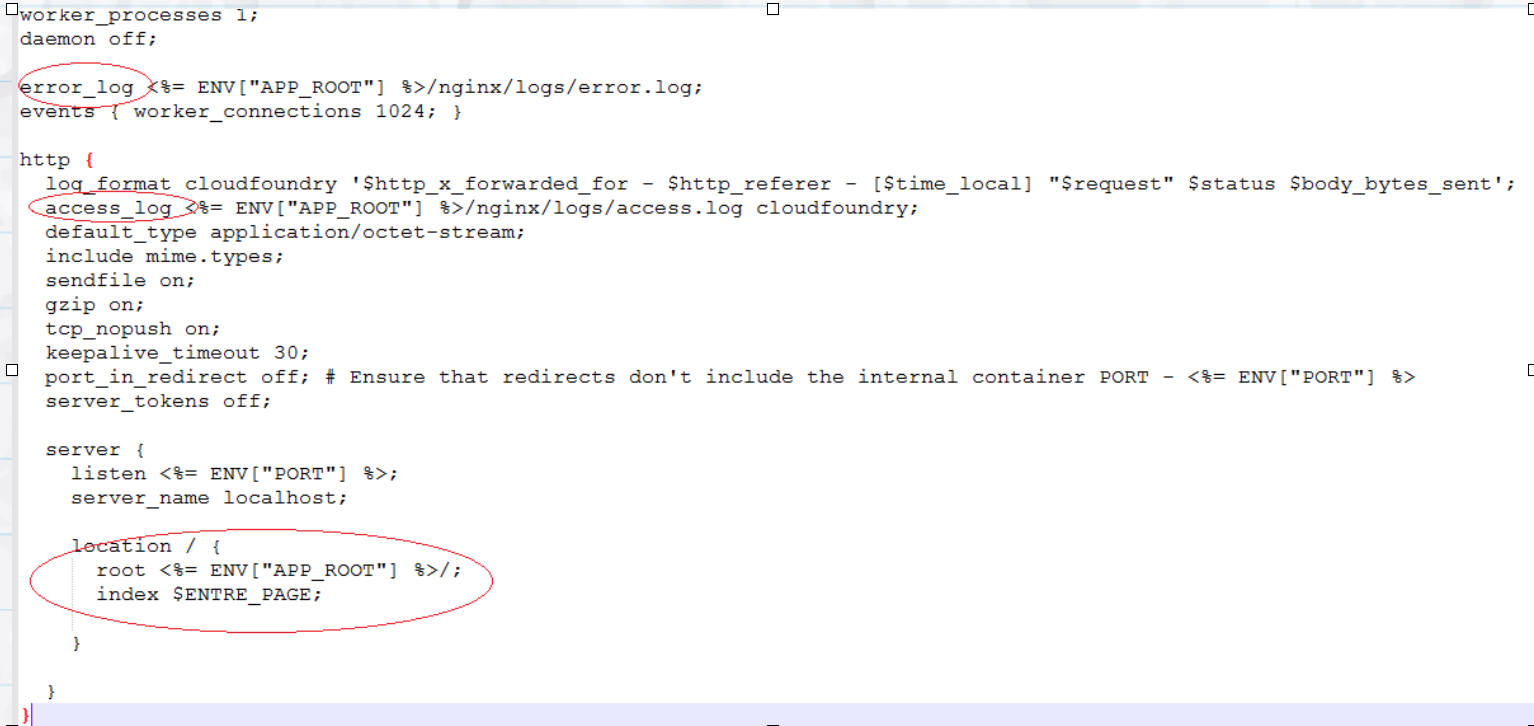 worker_processes 1;
daemon off;
error_log <%= ENV["APP_ROOT"] %>/nginx/logs/error.log;
events { worker_connections 1024; }
http {
log_format cloudfoundry '$http_x_forwarded_for - $http_referer - [$time_local] "$request" $status $body_bytes_sent';
access_log <%= ENV["APP_ROOT"] %>/nginx/logs/access.log cloudfoundry;
default_type application/octet-stream;
include mime.types;
sendfile on;
gzip on;
tcp_nopush on;
keepalive_timeout 30;
port_in_redirect off; # Ensure that redirects don't include the internal container PORT - <%= ENV["PORT"] %>
server_tokens off;
server {
listen <%= ENV["PORT"] %>;
server_name localhost;
location / {
root <%= ENV["APP_ROOT"] %>/;
index $ENTRE_PAGE;
}
}
}